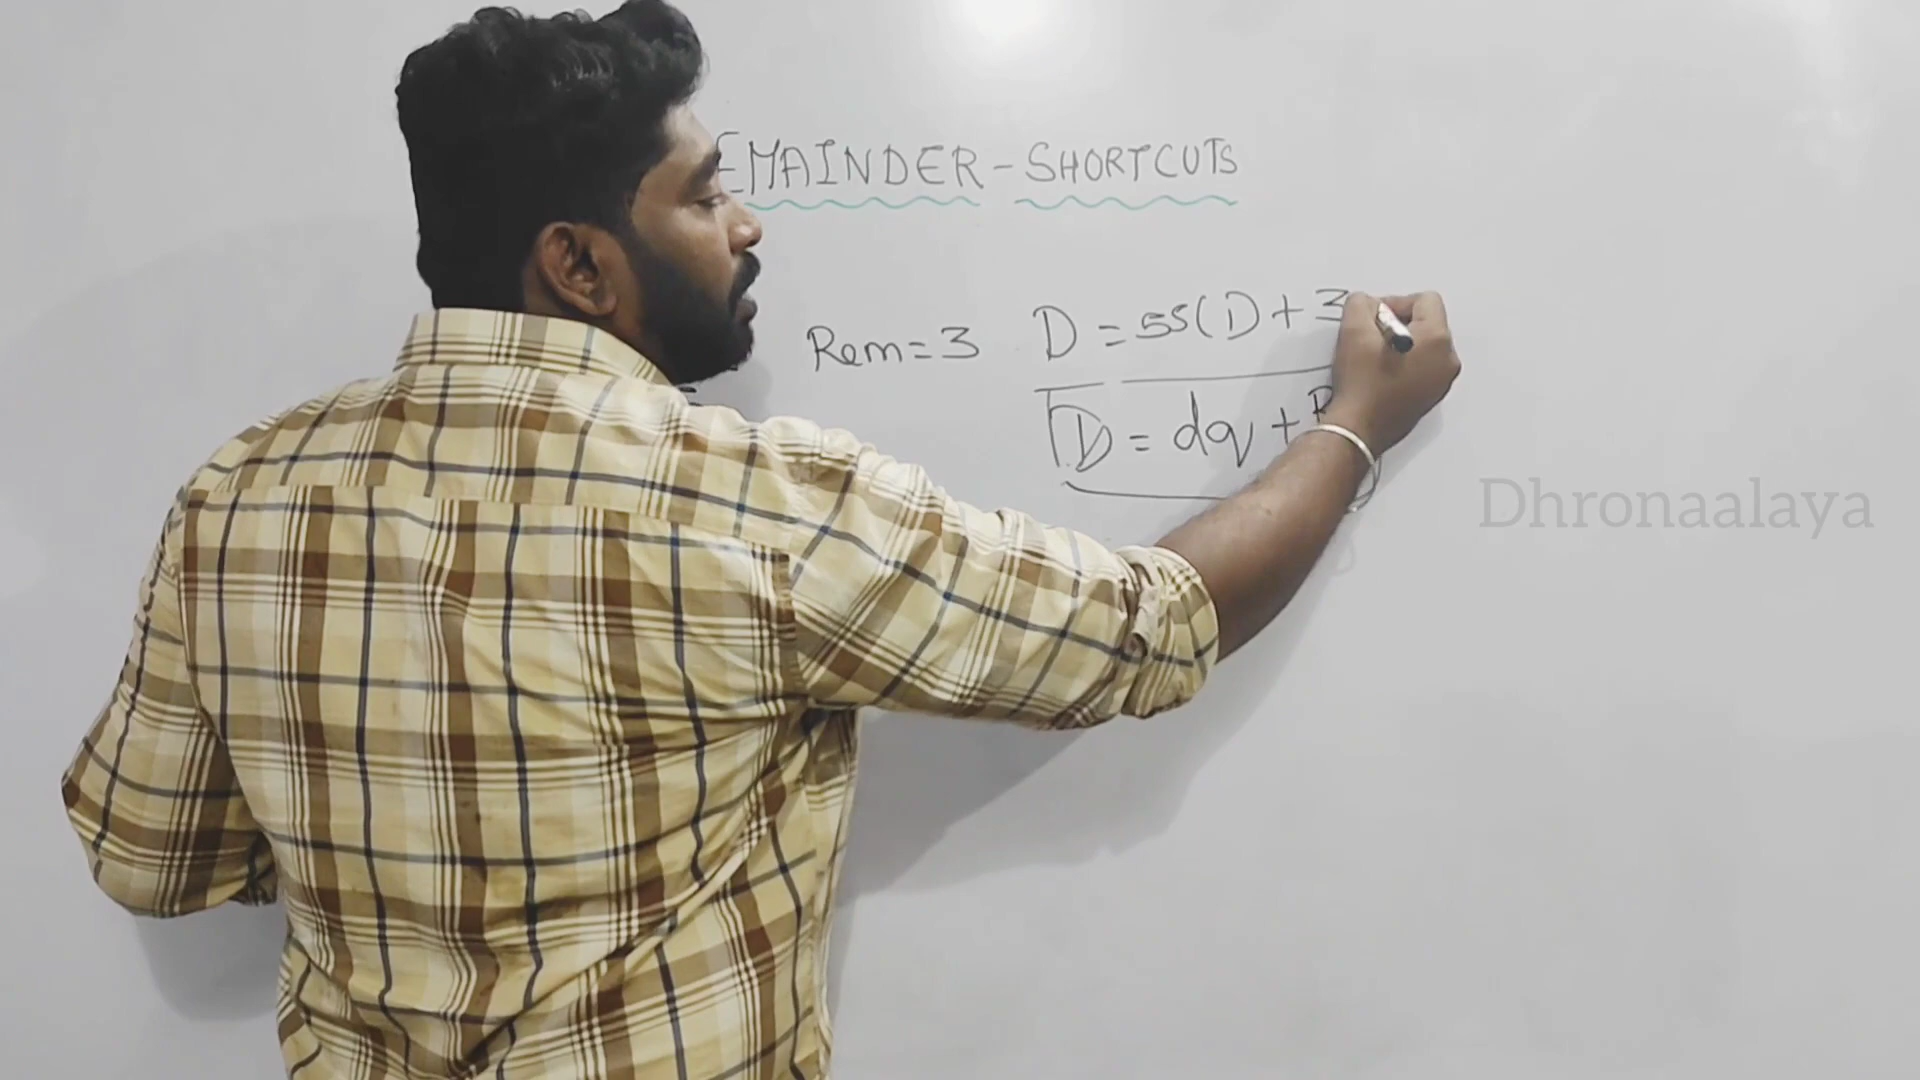 EMAINDER - SHORTCUTS
Rem = 3
D = 55(D + 3
D = dq + R
Dhronaalaya